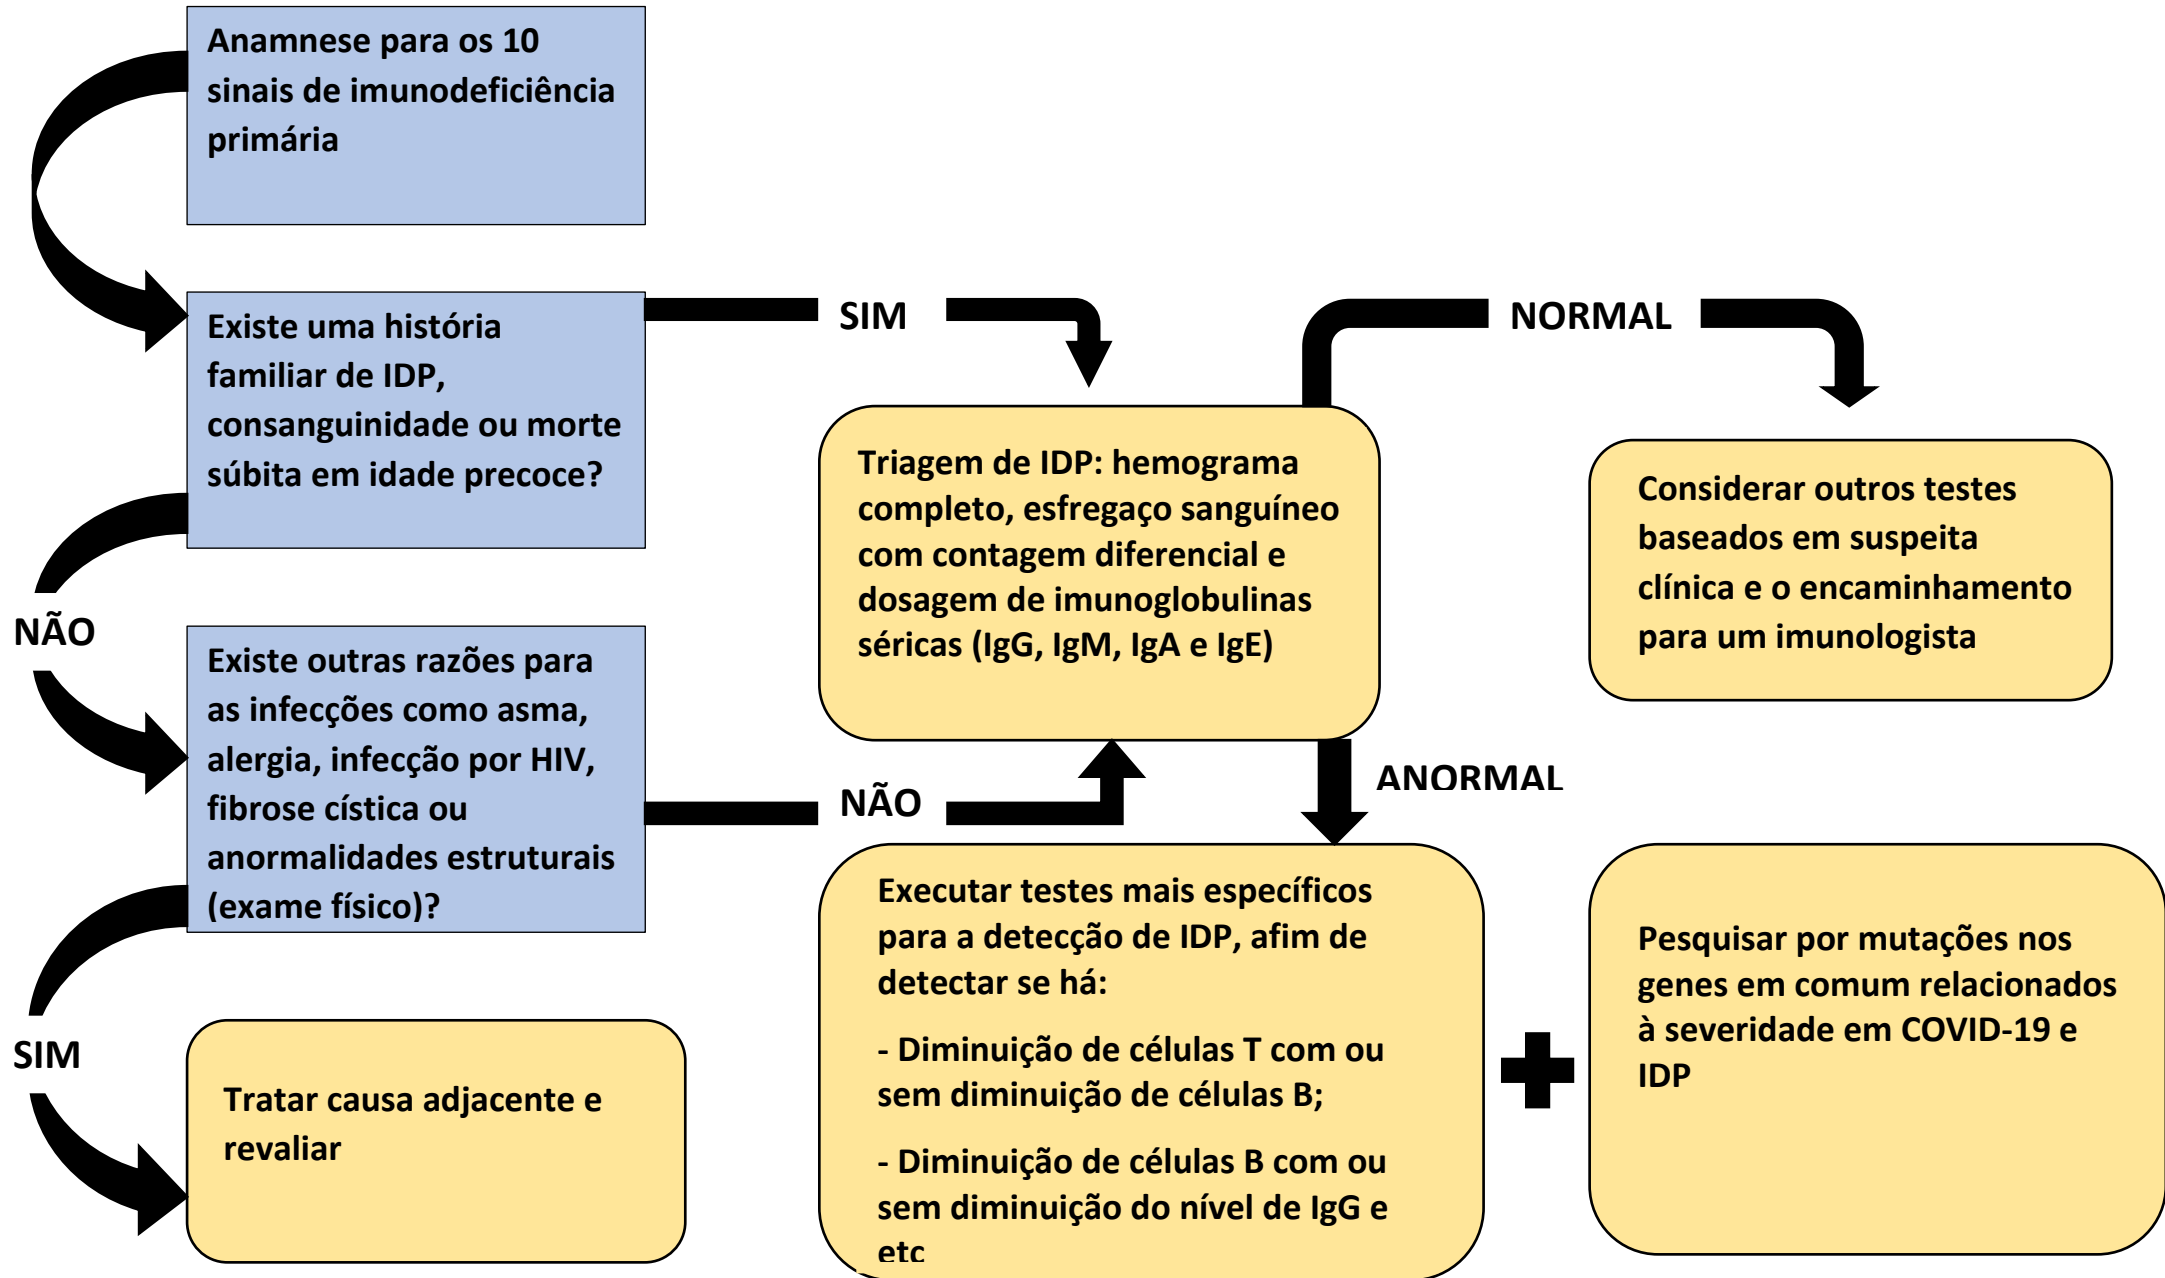 Anamnese para os 10
sinais de imunodeficiência
primária
Existe uma história
familiar de IDP,
consanguinidade ou morte
súbita em idade precoce?
SIM
NORMAL
Triagem de IDP: hemograma
completo, esfregaço sanguíneo
com contagem diferencial e
dosagem de imunoglobulinas
séricas (IgG, IgM, IgA e IgE)
Considerar outros testes
baseados em suspeita
clínica e o encaminhamento
para um imunologista
NÃO
Existe outras razões para
as infecções como asma,
alergia, infecção por HIV,
fibrose cística ou
anormalidades estruturais
(exame físico)?
NÃO
ANORMAL
Executar testes mais específicos
para a detecção de IDP, afim de
detectar se há:
- Diminuição de células T com ou
sem diminuição de células B;
- Diminuição de células B com ou
sem diminuição do nível de IgG e
etc
Pesquisar por mutações nos
genes em comum relacionados
à severidade em COVID-19 e
IDP
SIM
Tratar causa adjacente e
revaliar